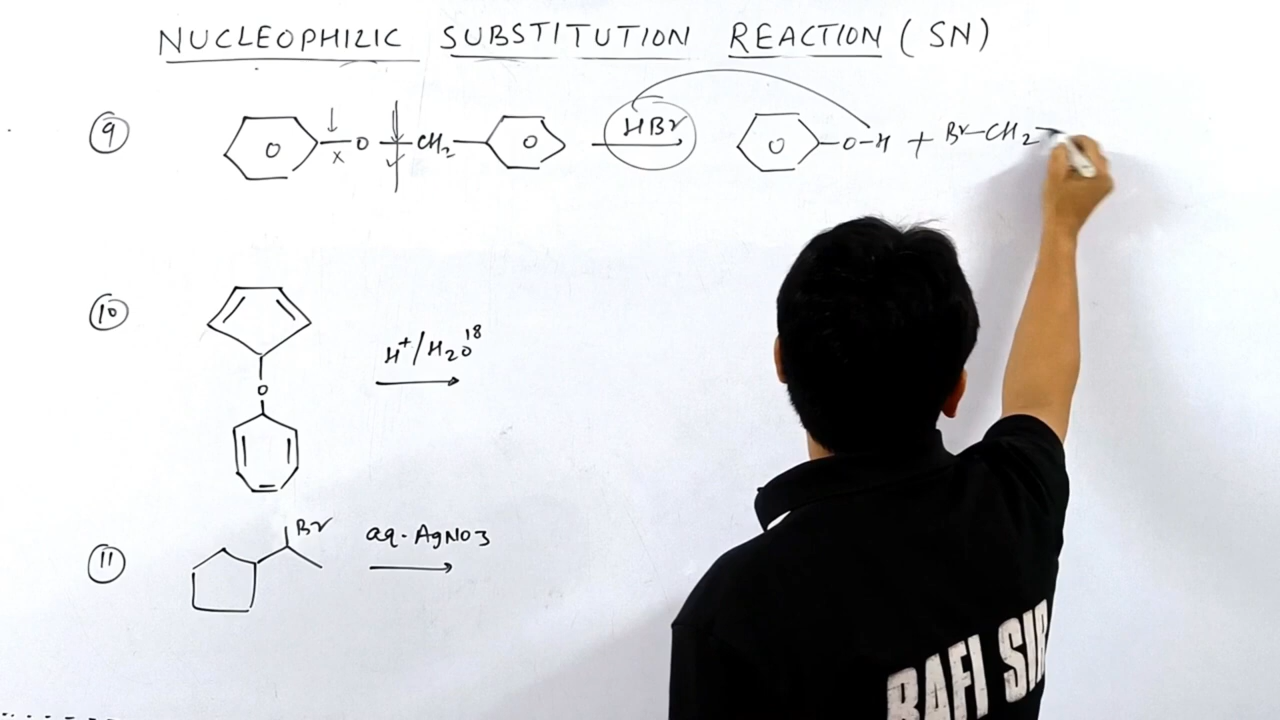 NUCLEOPHILIC SUBSTITUTION REACTION (SN)
9 O x O CH2 O HBr O O-H + Br-CH2
10 O H+/H2O18
11 Br aq. AgNO3
RAFI SIR